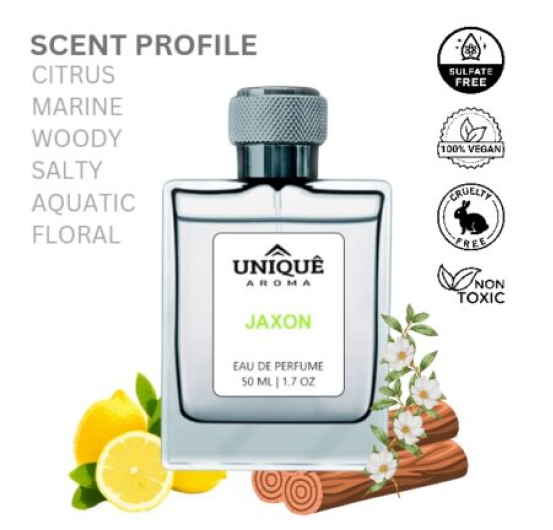 SCENT PROFILE
CITRUS
MARINE
WOODY
SALTY
AQUATIC
FLORAL
SULFATE
FREE
100% VEGAN
CRUELTY
FREE
NON
TOXIC
UNIQUÊ
AROMA
JAXON
EAU DE PERFUME
50 ML | 1.7 OZ